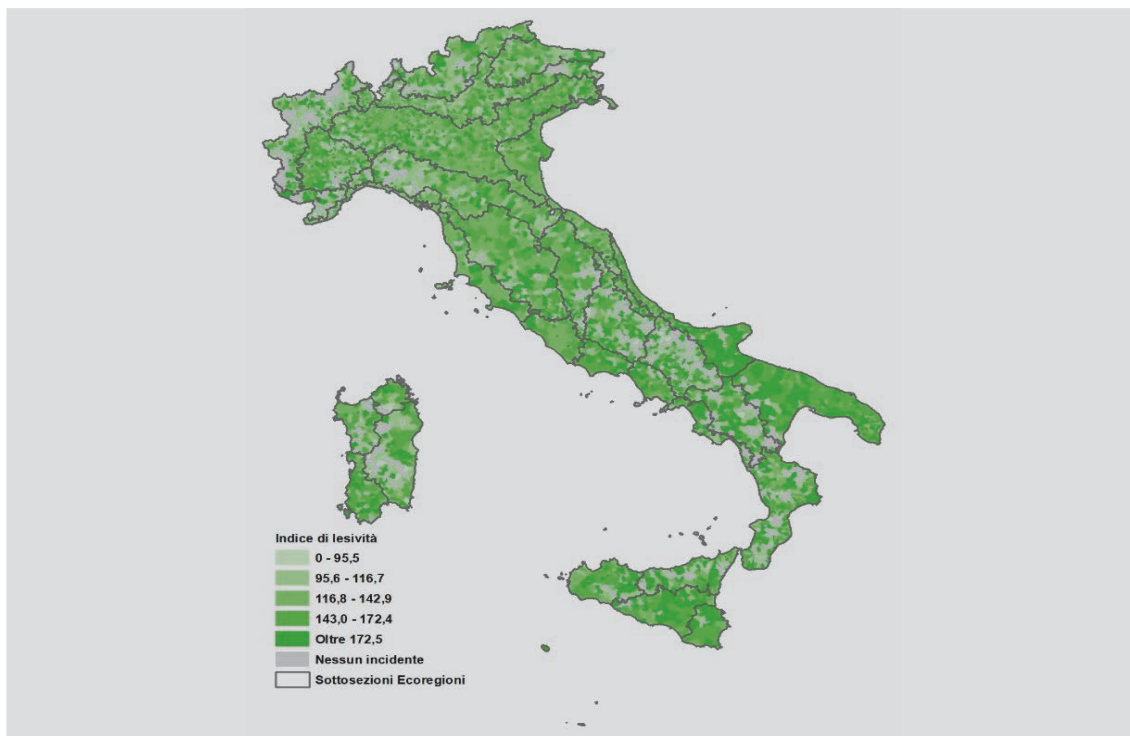 Indice di lesività
0 - 95,5
95,6 - 116,7
116,8 - 142,9
143,0 - 172,4
Oltre 172,5
Nessun incidente
Sottosezioni Ecoregioni